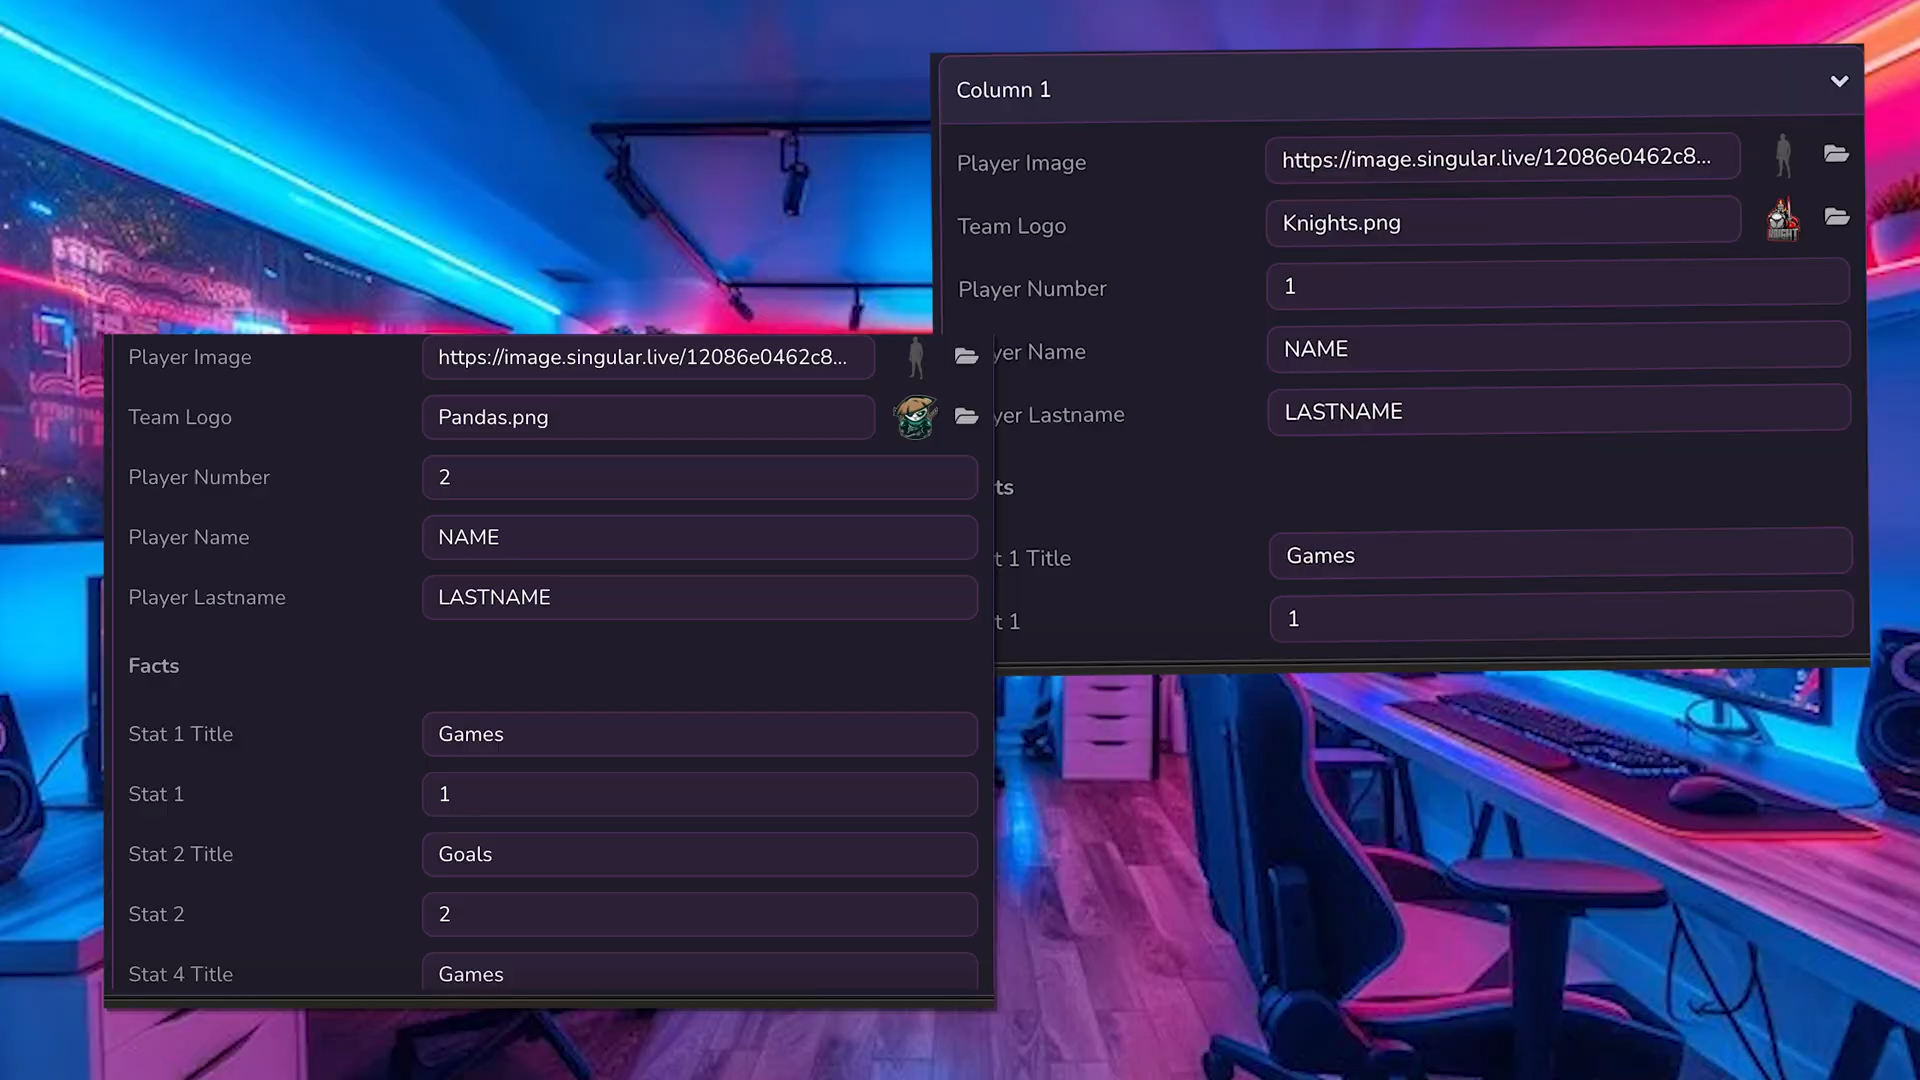 Column 1
Player Image https://image.singular.live/12086e0462c8...
Team Logo Knights.png
KNIGHT
Player Number 1
yer Name NAME
yer Lastname LASTNAME
ts
t 1 Title Games
t 1 1
Player Image https://image.singular.live/12086e0462c8...
Team Logo Pandas.png
Player Number 2
Player Name NAME
Player Lastname LASTNAME
Facts
Stat 1 Title Games
Stat 1 1
Stat 2 Title Goals
Stat 2 2
Stat 4 Title Games